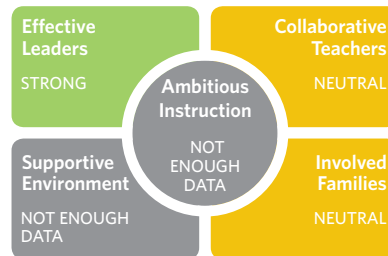 Effective
Leaders
STRONG
Collaborative
Teachers
NEUTRAL
Ambitious
Instruction
NOT
ENOUGH
DATA
Supportive
Environment
NOT ENOUGH
DATA
Involved
Families
NEUTRAL